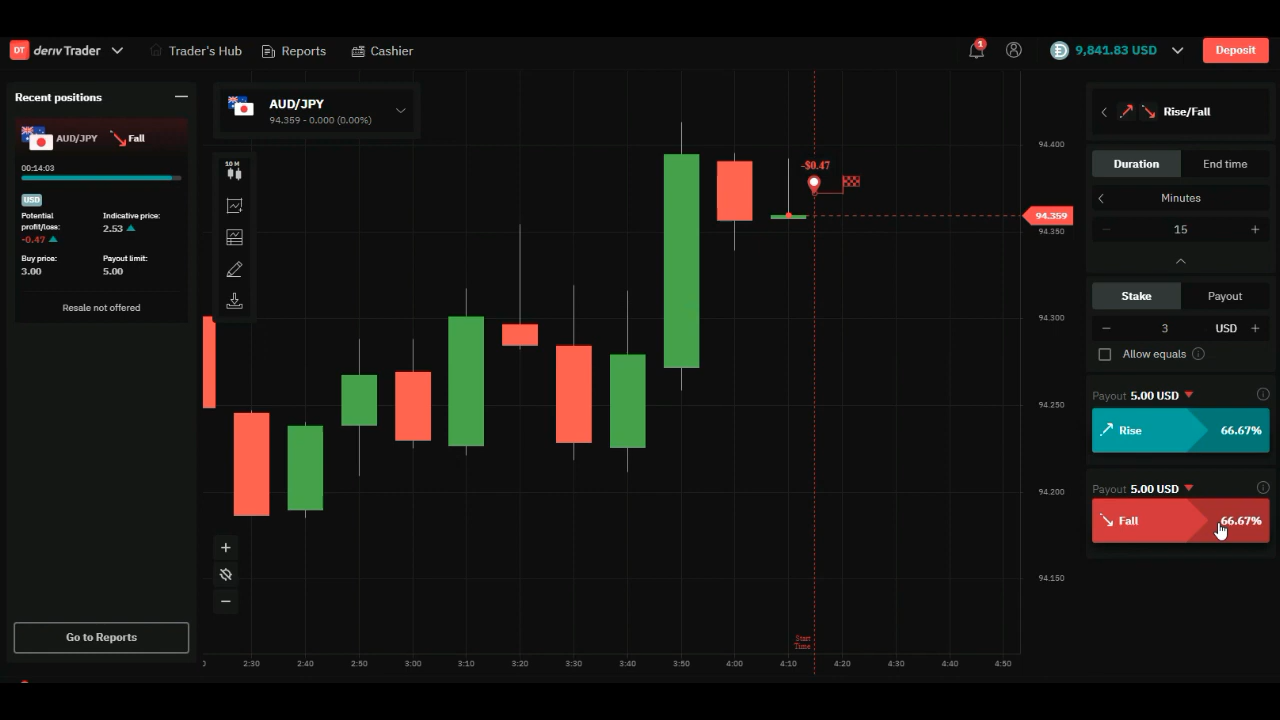 DT deriv Trader
Trader's Hub
Reports
Cashier
1
9,841.83 USD
Deposit
Recent positions
AUD/JPY
Fall
00:14:03
USD
Potential profit/loss:
-0.47
Indicative price:
2.53
Buy price:
3.00
Payout limit:
5.00
Resale not offered
Go to Reports
AUD/JPY
94.359 - 0.000 (0.00%)
10 M
-$0.47
Start
Time
94.400
94.359
94.350
94.300
94.250
94.200
94.150
0 2:30 2:40 2:50 3:00 3:10 3:20 3:30 3:40 3:50 4:00 4:10 4:20 4:30 4:40 4:50
Rise/Fall
Duration End time
Minutes
15
Stake Payout
3 USD
Allow equals
Payout 5.00 USD
Rise 66.67%
Payout 5.00 USD
Fall 66.67%